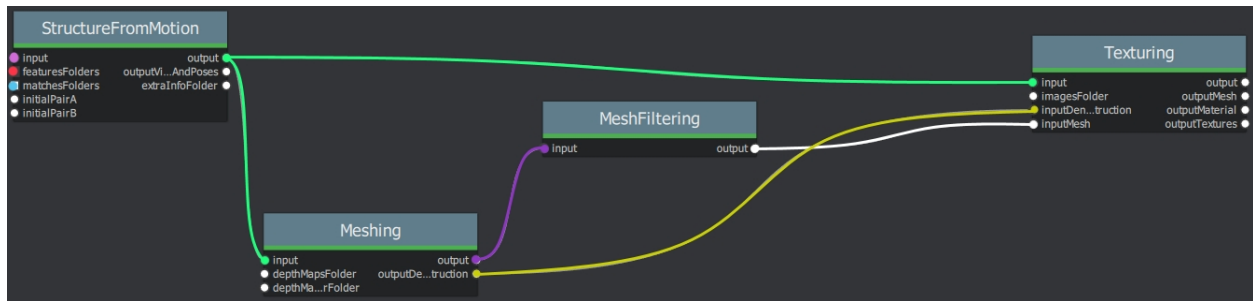 StructureFromMotion
input output
featuresFolders outputVi...AndPoses
matchesFolders extraInfoFolder
initialPairA
initialPairB
Texturing
input output
imagesFolder outputMesh
inputDen...truction outputMaterial
inputMesh outputTextures
MeshFiltering
input output
Meshing
input output
depthMapsFolder outputDe...truction
depthMa...rFolder